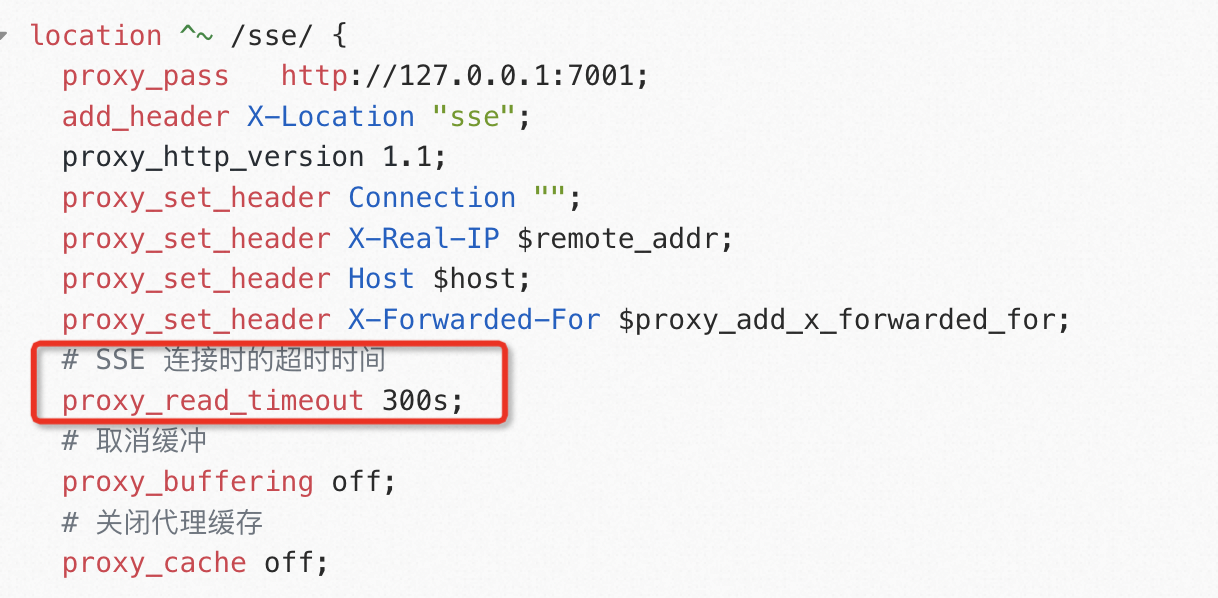 location ^~ /sse/ {
proxy_pass   http://127.0.0.1:7001;
add_header X-Location "sse";
proxy_http_version 1.1;
proxy_set_header Connection "";
proxy_set_header X-Real-IP $remote_addr;
proxy_set_header Host $host;
proxy_set_header X-Forwarded-For $proxy_add_x_forwarded_for;
# SSE 连接时的超时时间
proxy_read_timeout 300s;
# 取消缓冲
proxy_buffering off;
# 关闭代理缓存
proxy_cache off;